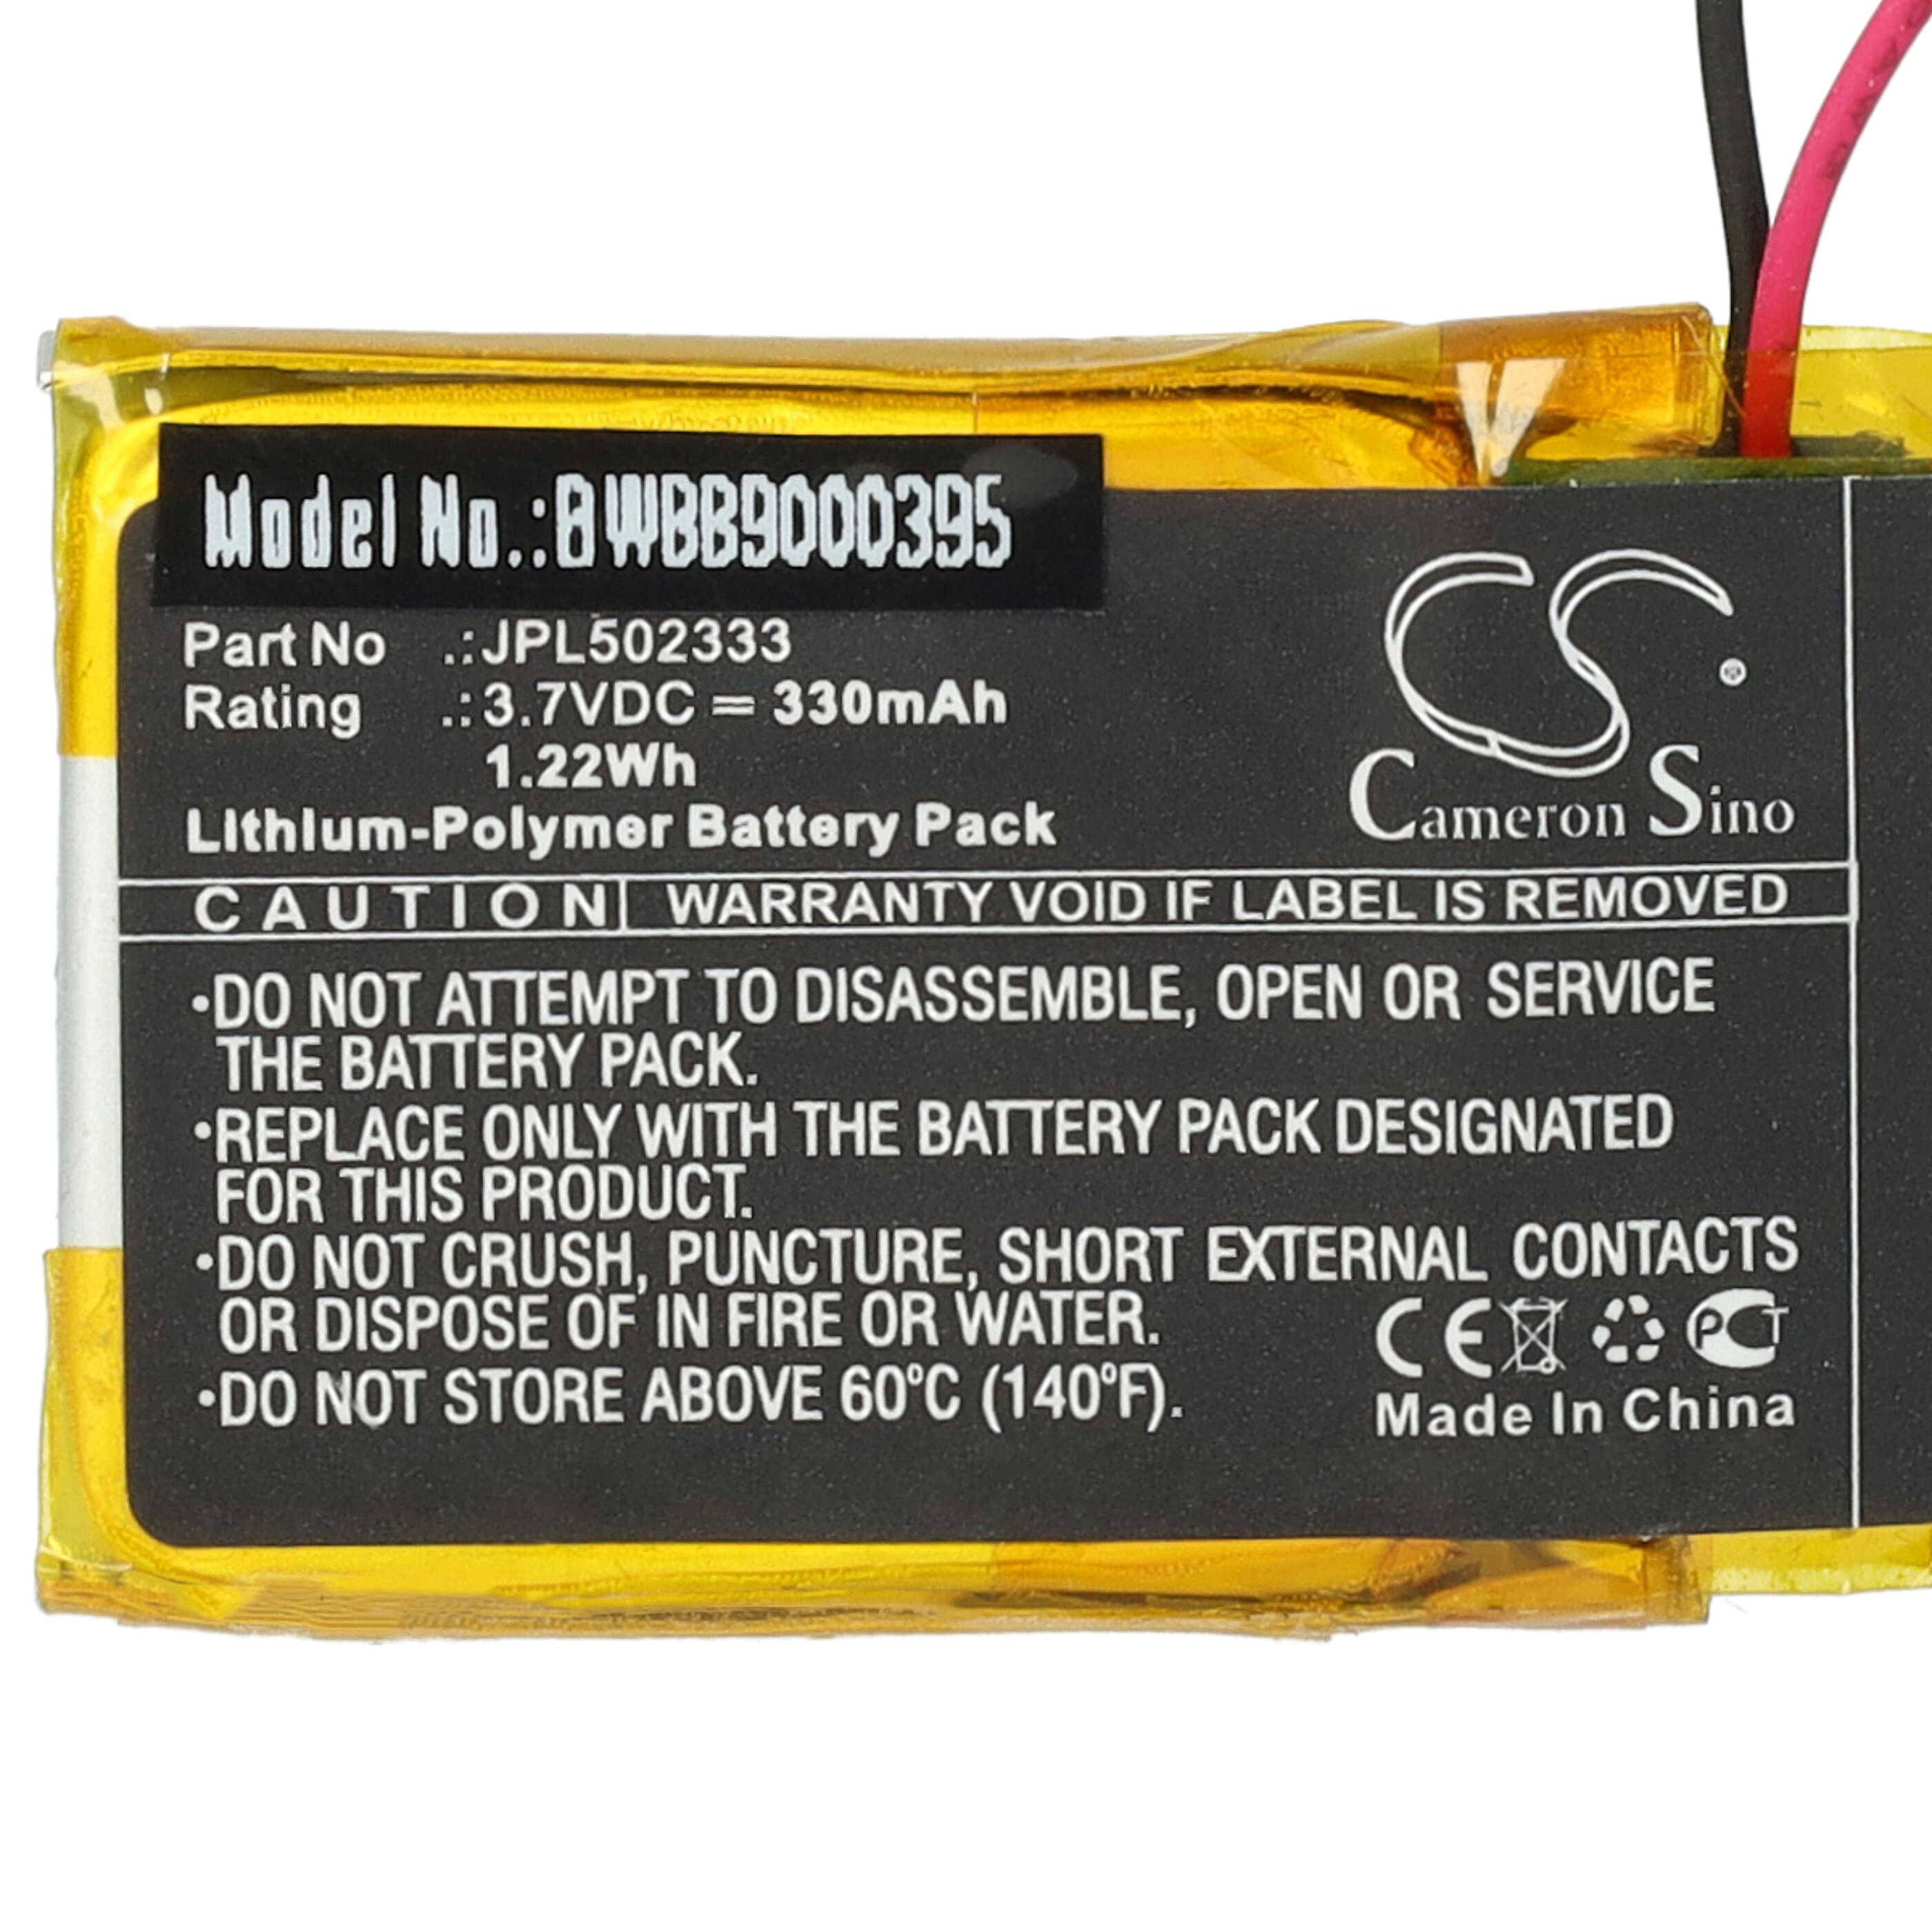 Model No.:BWBB9000395
Part No .:JPL502333
Rating .:3.7VDC = 330mAh
1.22Wh
Lithium-Polymer Battery Pack
CS®
Cameron Sino
CAUTION WARRANTY VOID IF LABEL IS REMOVED
•DO NOT ATTEMPT TO DISASSEMBLE, OPEN OR SERVICE
THE BATTERY PACK.
•REPLACE ONLY WITH THE BATTERY PACK DESIGNATED
FOR THIS PRODUCT.
•DO NOT CRUSH, PUNCTURE, SHORT EXTERNAL CONTACTS
OR DISPOSE OF IN FIRE OR WATER.
•DO NOT STORE ABOVE 60°C (140°F).
CE PCT
Made In China